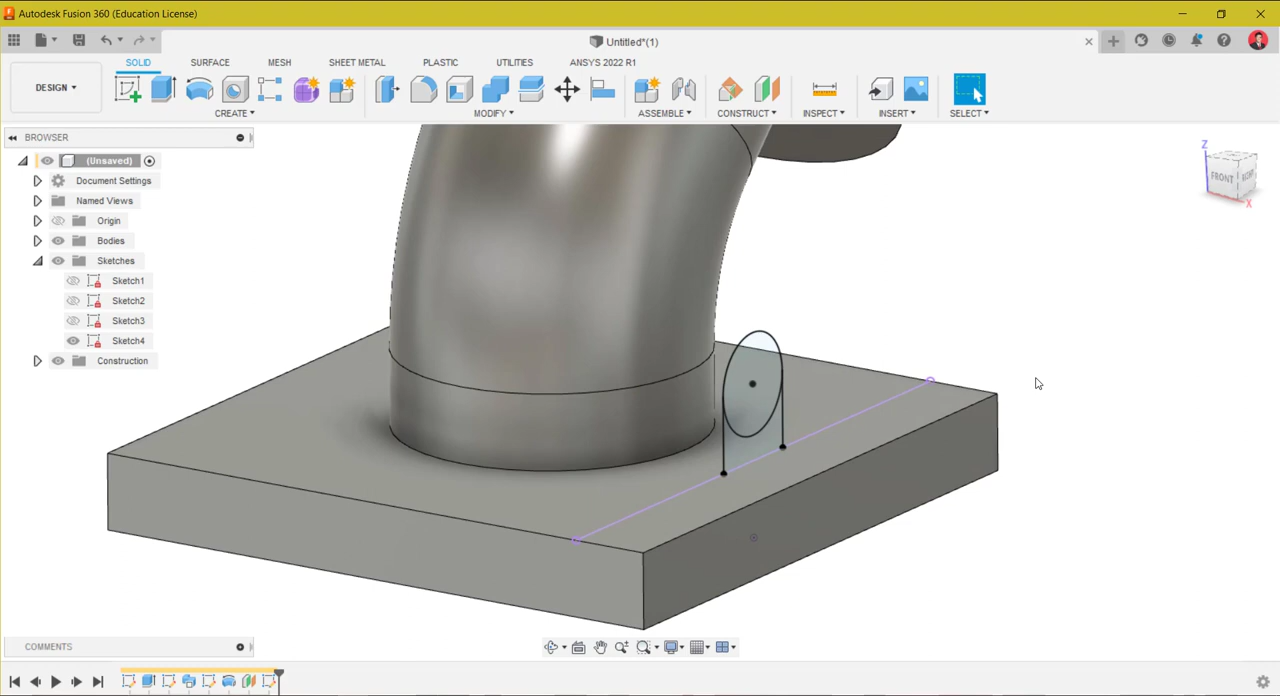 Autodesk Fusion 360 (Education License)
Untitled*(1)
SOLID SURFACE MESH SHEET METAL PLASTIC UTILITIES ANSYS 2022 R1
DESIGN
CREATE MODIFY ASSEMBLE CONSTRUCT INSPECT INSERT SELECT
BROWSER
(Unsaved)
Document Settings
Named Views
Origin
Bodies
Sketches
Sketch1
Sketch2
Sketch3
Sketch4
Construction
Z
FRONT RIGHT
X
COMMENTS